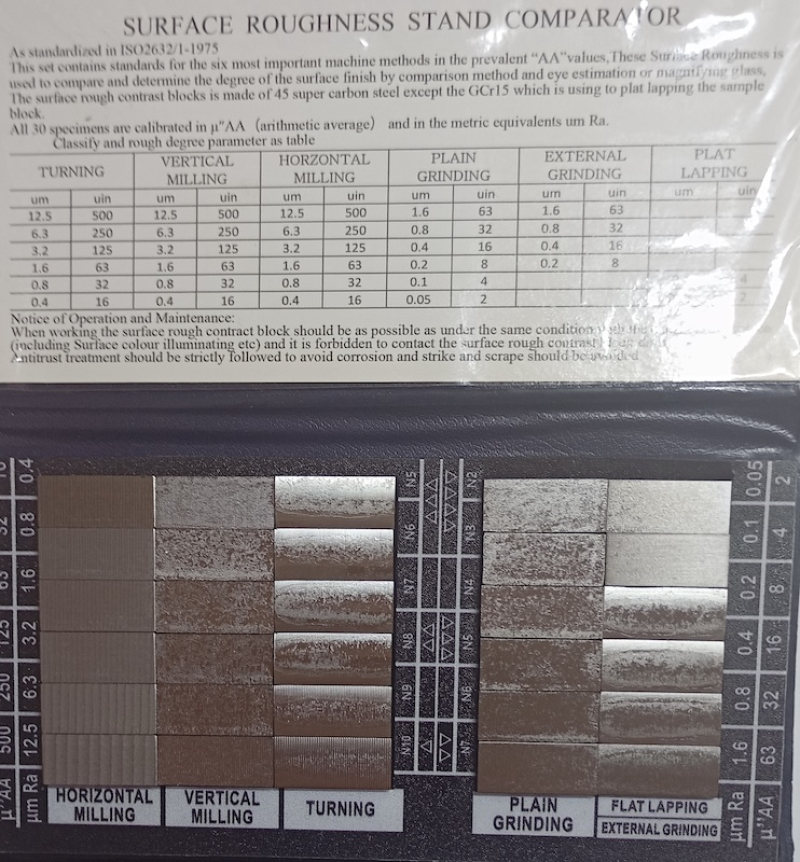 SURFACE ROUGHNESS STAND COMPARATOR
As standardized in ISO2632/1-1975
This set contains standards for the six most important machine methods in the prevalent "AA"values,These Surface Roughness is
used to compare and determine the degree of the surface finish by comparison method and eye estimation or magnifying glass,
The surface rough contrast blocks is made of 45 super carbon steel except the GCr15 which is using to plat lapping the sample
block.
All 30 specimens are calibrated in μ"AA (arithmetic average) and in the metric equivalents um Ra.
Classify and rough degree parameter as table
TURNING VERTICAL MILLING HORZONTAL MILLING PLAIN GRINDING EXTERNAL GRINDING PLAT LAPPING
um uin um uin um uin um uin um uin um uin
12.5 500 12.5 500 12.5 500 1.6 63 1.6 63
6.3 250 6.3 250 6.3 250 0.8 32 0.8 32
3.2 125 3.2 125 3.2 125 0.4 16 0.4 16
1.6 63 1.6 63 1.6 63 0.2 8 0.2 8
0.8 32 0.8 32 0.8 32 0.1 4 4
0.4 16 0.4 16 0.4 16 0.05 2 2
Notice of Operation and Maintenance:
When working the surface rough contract block should be as possible as under the same condition
(including Surface colour illuminating etc) and it is forbidden to contact the surface rough contrast
Antitrust treatment should be strictly followed to avoid corrosion and strike and scrape should be avoided
μ"AA 500 250 125 63 32
μm Ra 12.5 6.3 3.2 1.6 0.8 0.4
N10 N9 N8 N7 N6 N5
N7 N6 N5 N4 N3 N2
μm Ra 1.6 0.8 0.4 0.2 0.1 0.05
μ"AA 63 32 16 8 4 2
HORIZONTAL MILLING
VERTICAL MILLING
TURNING
PLAIN GRINDING
FLAT LAPPING
EXTERNAL GRINDING